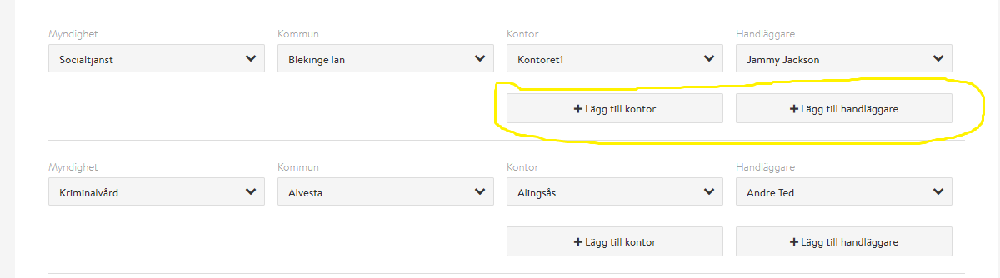 Myndighet Kommun Kontor Handläggare
Socialtjänst Blekinge län Kontoret1 Jammy Jackson
+ Lägg till kontor + Lägg till handläggare
Myndighet Kommun Kontor Handläggare
Kriminalvård Alvesta Alingsås Andre Ted
+ Lägg till kontor + Lägg till handläggare